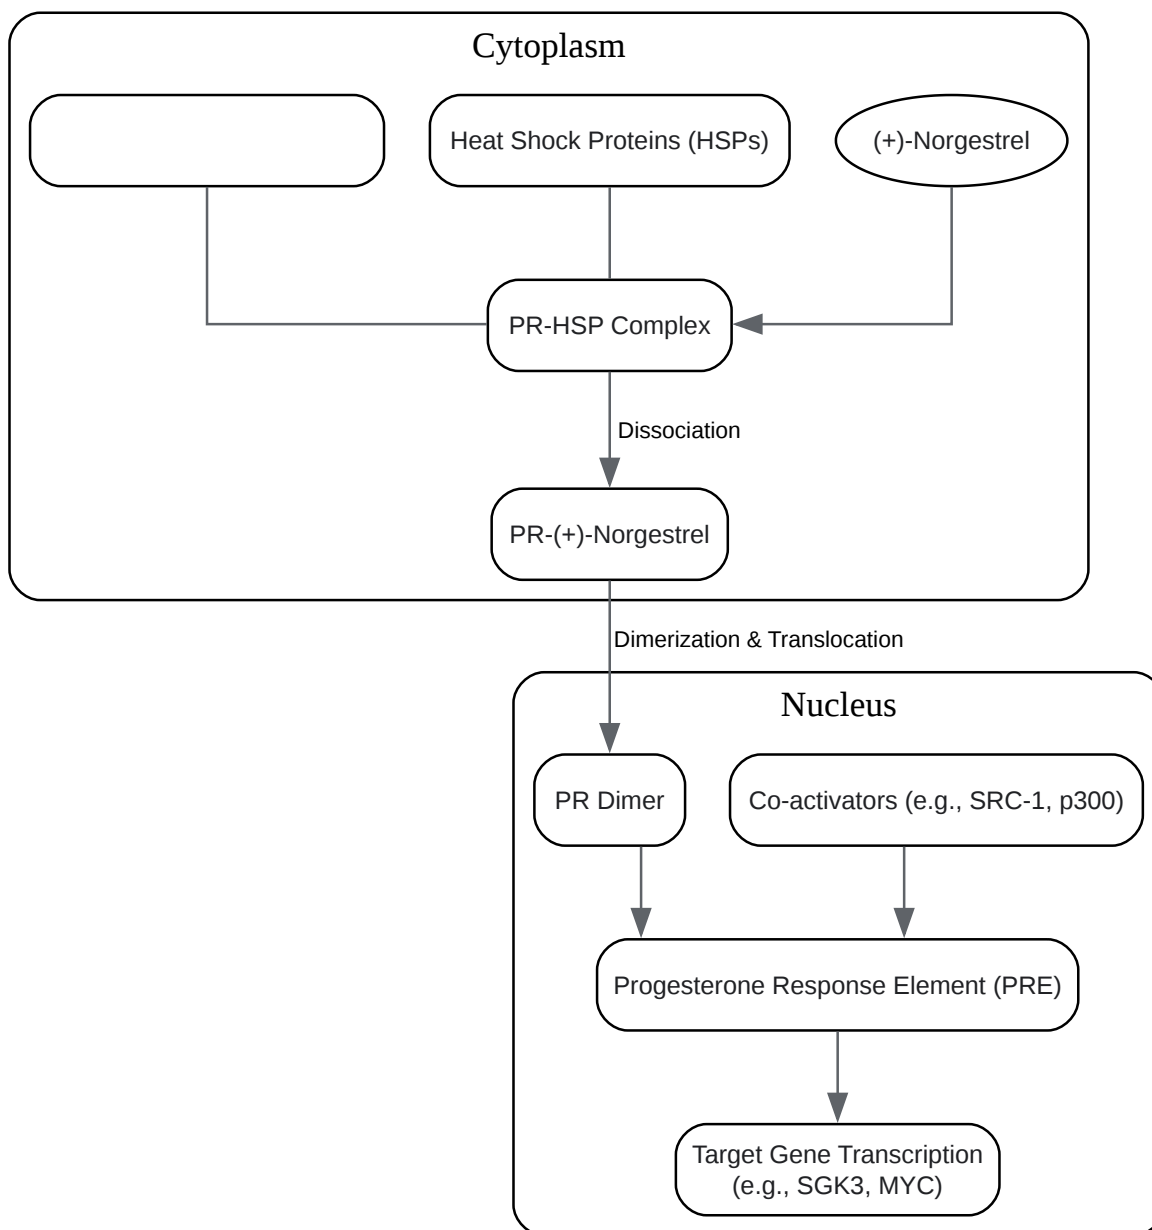 Cytoplasm
Heat Shock Proteins (HSPs)
(+)-Norgestrel
PR-HSP Complex
Dissociation
PR-(+)-Norgestrel
Dimerization & Translocation
Nucleus
PR Dimer
Co-activators (e.g., SRC-1, p300)
Progesterone Response Element (PRE)
Target Gene Transcription
(e.g., SGK3, MYC)